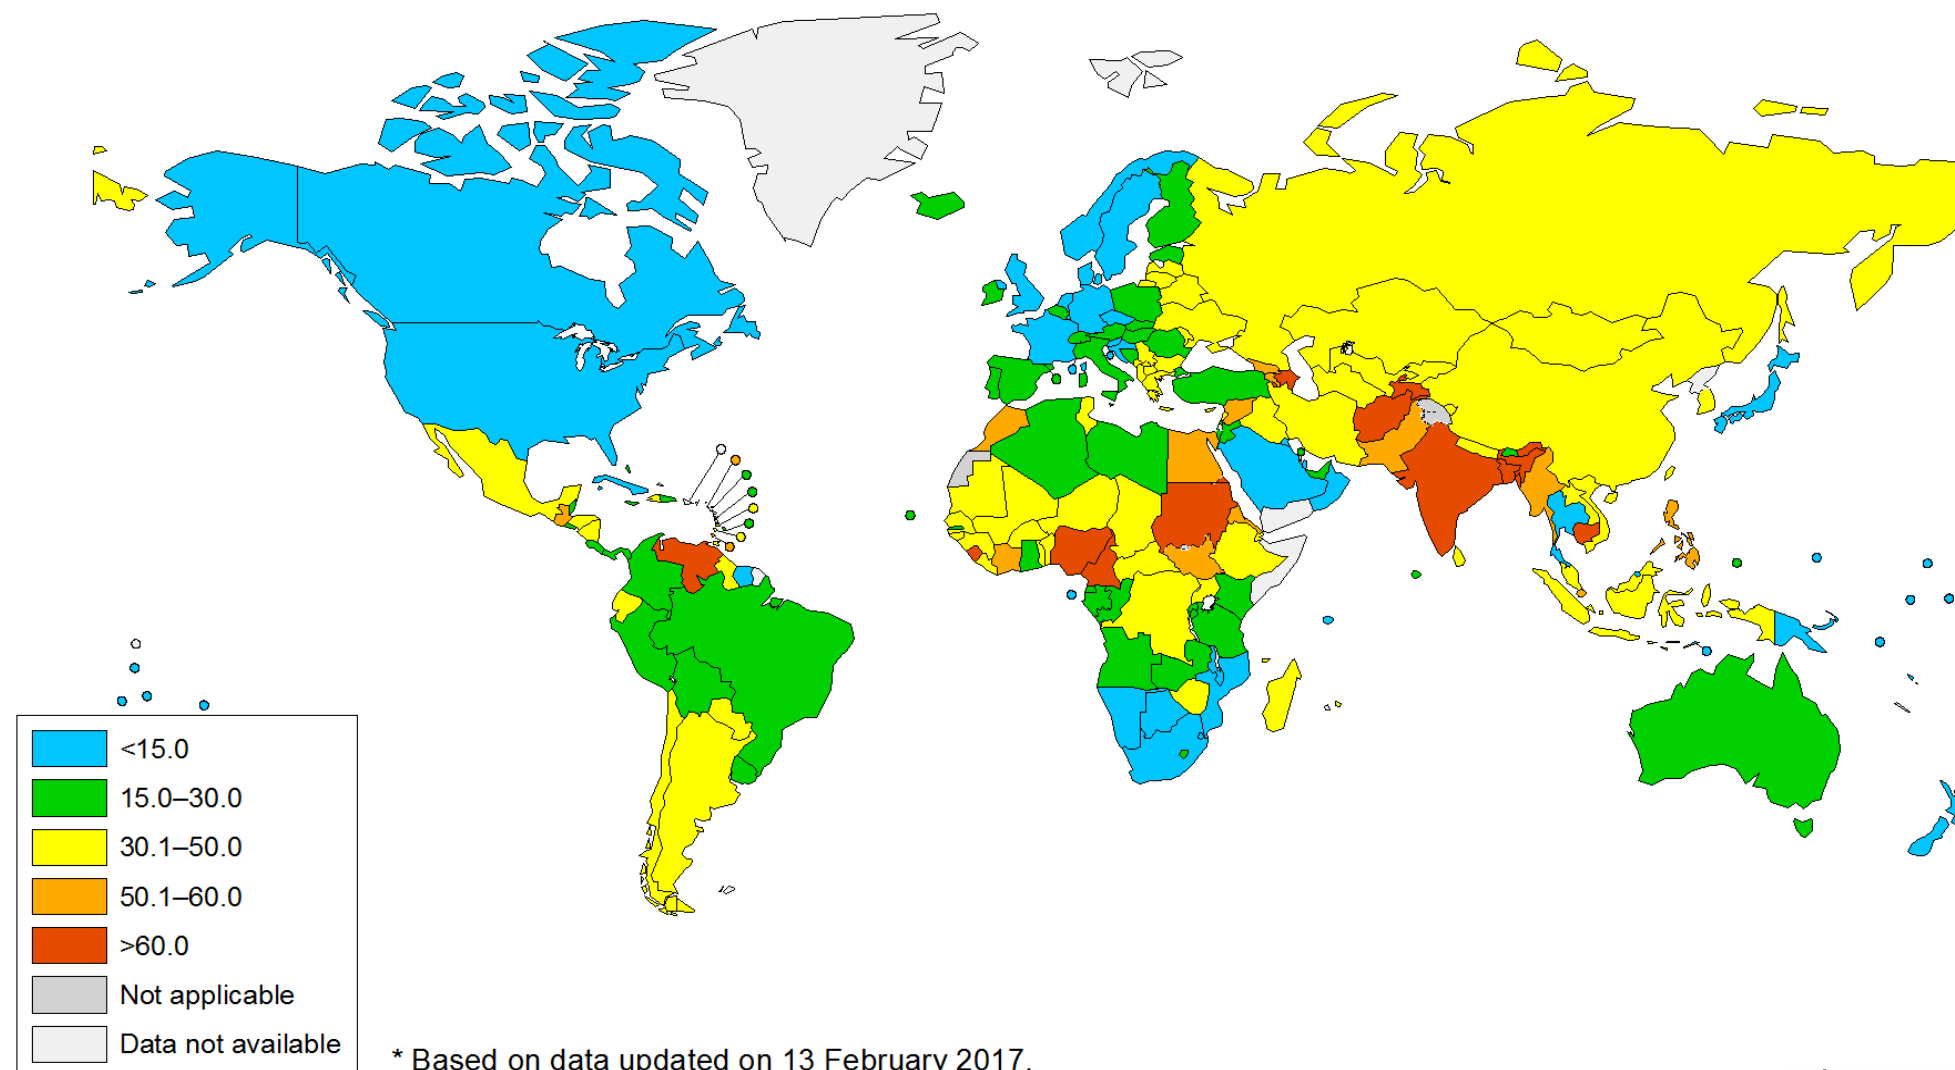 <15.0
15.0–30.0
30.1–50.0
50.1–60.0
>60.0
Not applicable
Data not available
* Based on data updated on 13 February 2017.